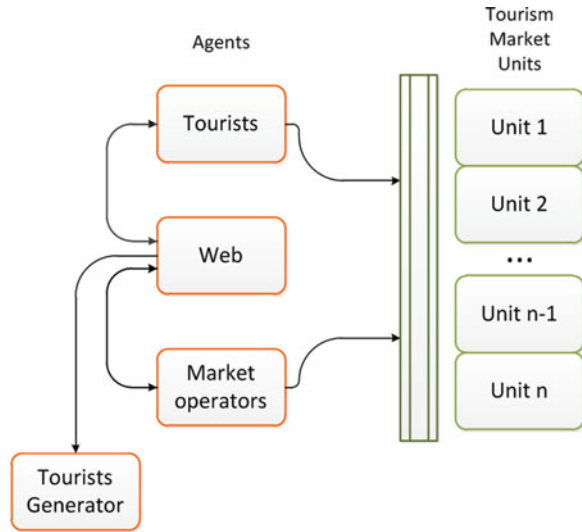 Agents
Tourism
Market
Units
Tourists
Web
Market
operators
Tourists
Generator
Unit 1
Unit 2
...
Unit n-1
Unit n